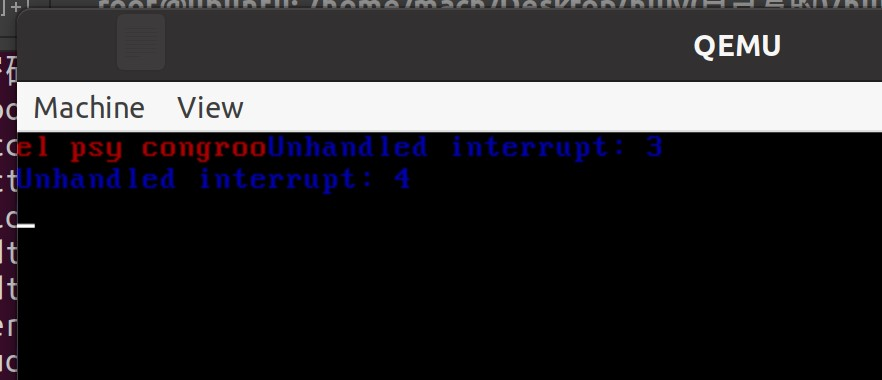 QEMU
Machine View
el psy congrooUnhandled interrupt: 3
Unhandled interrupt: 4